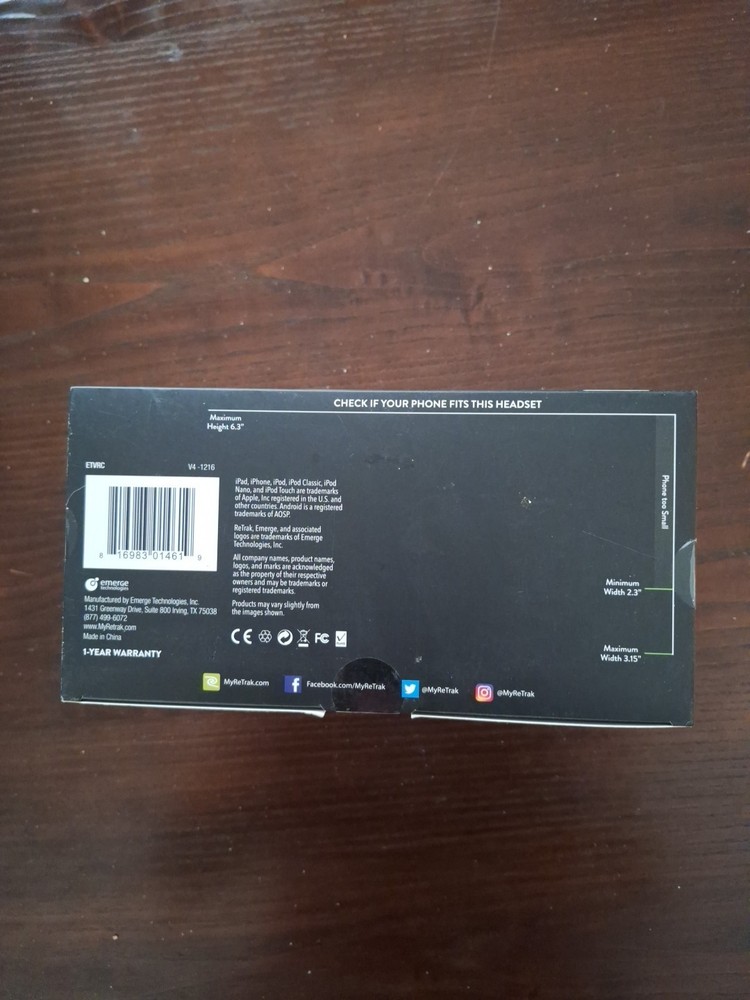 CHECK IF YOUR PHONE FITS THIS HEADSET
Maximum
Height 6.3"
Phone too Small
Minimum
Width 2.3"
Maximum
Width 3.15"
ETVRC V4 -1216
8 16983 01461 9
emerge
technologies
Manufactured by Emerge Technologies, Inc.
1431 Greenway Drive, Suite 800 Irving, TX 75038
(877) 499-6072
www.MyRetrak.com
Made in China
1-YEAR WARRANTY
iPad, iPhone, iPod, iPod Classic, iPod
Nano, and iPod Touch are trademarks
of Apple, Inc registered in the U.S. and
other countries. Android is a registered
trademarks of AOSP.
ReTrak, Emerge, and associated
logos are trademarks of Emerge
Technologies, Inc.
All company names, product names,
logos, and marks are acknowledged
as the property of their respective
owners and may be trademarks or
registered trademarks.
Products may vary slightly from
the images shown.
CE FC
MyReTrak.com
f Facebook.com/MyReTrak
@MyReTrak
@MyReTrak